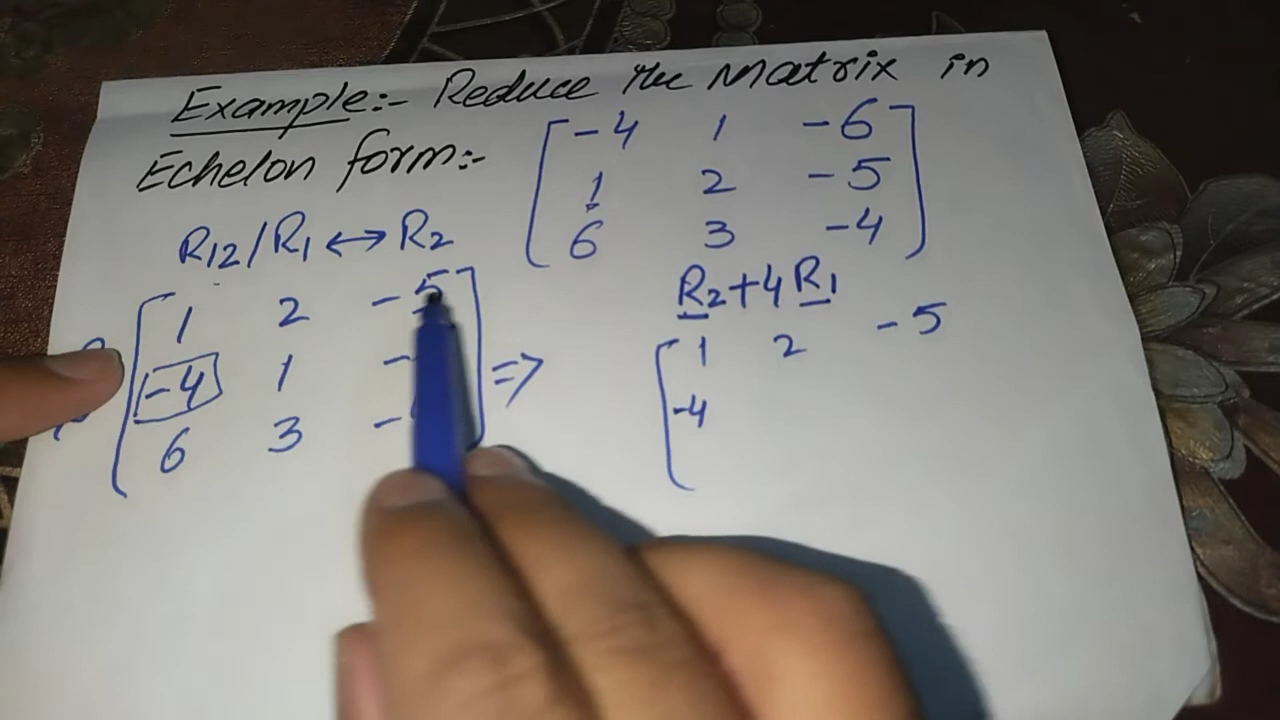 Example:- Reduce the Matrix in
Echelon form:-
-4 1 -6
1 2 -5
6 3 -4
R12/R1 ↔ R2
1 2 -5
-4 1 -
6 3 -
⇒
R2+4R1
1 2 -5
-4